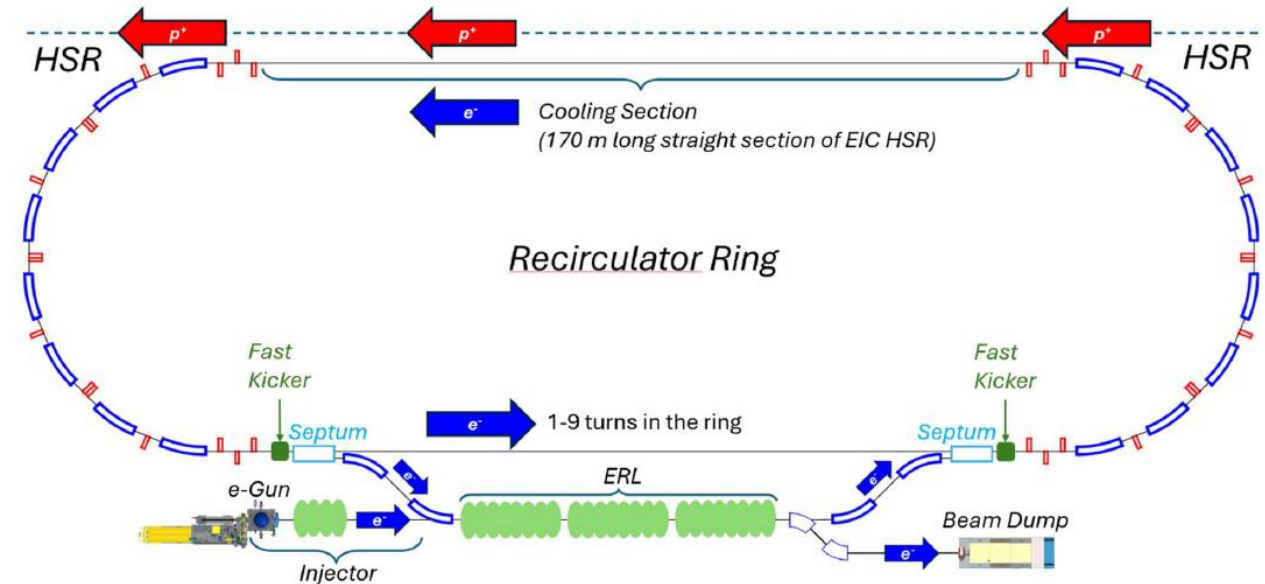 p+
p+
p+
HSR
HSR
e-
Cooling Section
(170 m long straight section of EIC HSR)
Recirculator Ring
Fast
Kicker
Fast
Kicker
Septum
e-
1-9 turns in the ring
Septum
e-
e-
e-Gun
ERL
e-
Beam Dump
e-
Injector